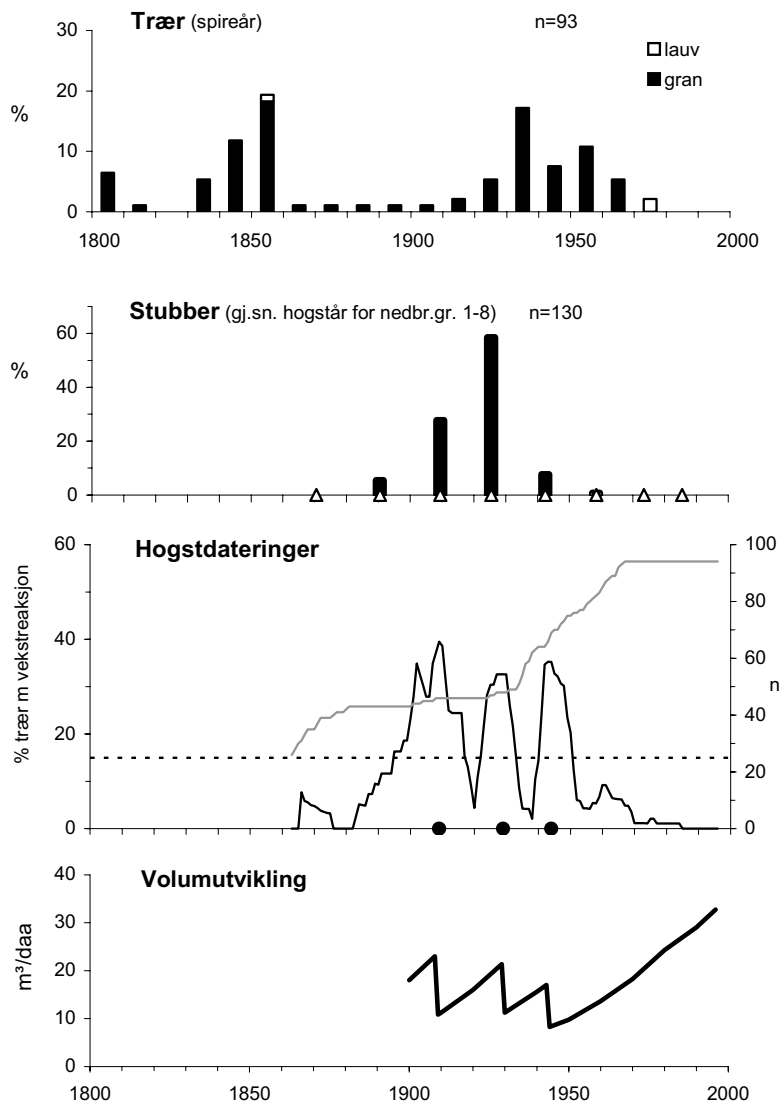 Trær (spireår) n=93
lauv
gran
30
20
%
10
0
1800 1850 1900 1950 2000
Stubber (gj.sn. hogstår for nedbr.gr. 1-8) n=130
60
%
40
20
0
Hogstdateringer
% trær m vekstreaksjon
60
40
20
0
100
80
60
n
40
20
0
Volumutvikling
m³/daa
40
30
20
10
0
1800 1850 1900 1950 2000